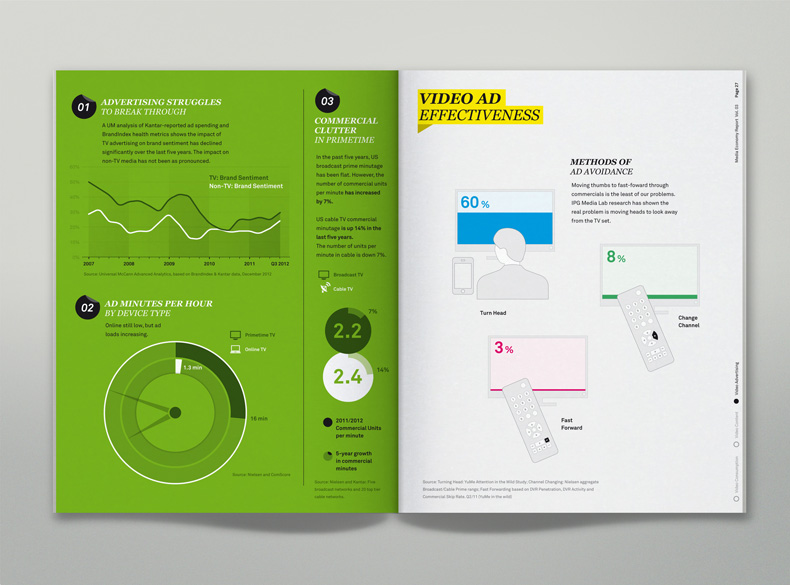 01
ADVERTISING STRUGGLES
TO BREAK THROUGH
A UM analysis of Kantar-reported ad spending and
BrandIndex health metrics shows the impact of
TV advertising on brand sentiment has declined
significantly over the last five years. The impact on
non-TV media has not been as pronounced.
TV: Brand Sentiment
Non-TV: Brand Sentiment
60%
50%
40%
30%
20%
10%
0%
2007
2008
2009
2010
2011
Q3 2012
Source: Universal McCann Advanced Analytics, based on BrandIndex & Kantar data, December 2012.
02
AD MINUTES PER HOUR
BY DEVICE TYPE
Online still low, but ad
loads increasing.
Primetime TV
Online TV
1.3 min
16 min
Source: Nielsen and ComScore
03
COMMERCIAL
CLUTTER
IN PRIMETIME
In the past five years, US
broadcast prime minutage
has been flat. However, the
number of commercial units
per minute has increased
by 7%.
US cable TV commercial
minutage is up 14% in the
last five years.
The number of units per
minute in cable is down 7%.
Broadcast TV
Cable TV
7%
2.2
14%
2.4
2011/2012
Commercial Units
per minute
5-year growth
in commercial
minutes
Source: Nielsen and Kantar. Five
broadcast networks and 10 top tier
cable networks.
VIDEO AD
EFFECTIVENESS
METHODS OF
AD AVOIDANCE
Moving thumbs to fast-forward through
commercials is the least of our problems.
IPG Media Lab research has shown the
real problem is moving heads to look away
from the TV set.
60 %
Turn Head
8 %
Change
Channel
3 %
Fast
Forward
Source: Turning Head: YuMe Attention in the Wild Study, Channel Changing: Nielsen aggregate
Broadcast/Cable Prime range, Fast Forwarding based on DVR Penetration, DVR Activity and
Commercial Skip Rate, Q2/11 (YuMe in the wild)
Page 27
Media Economy Report Vol. 03
Video Advertising
Video Content
Video Consumption